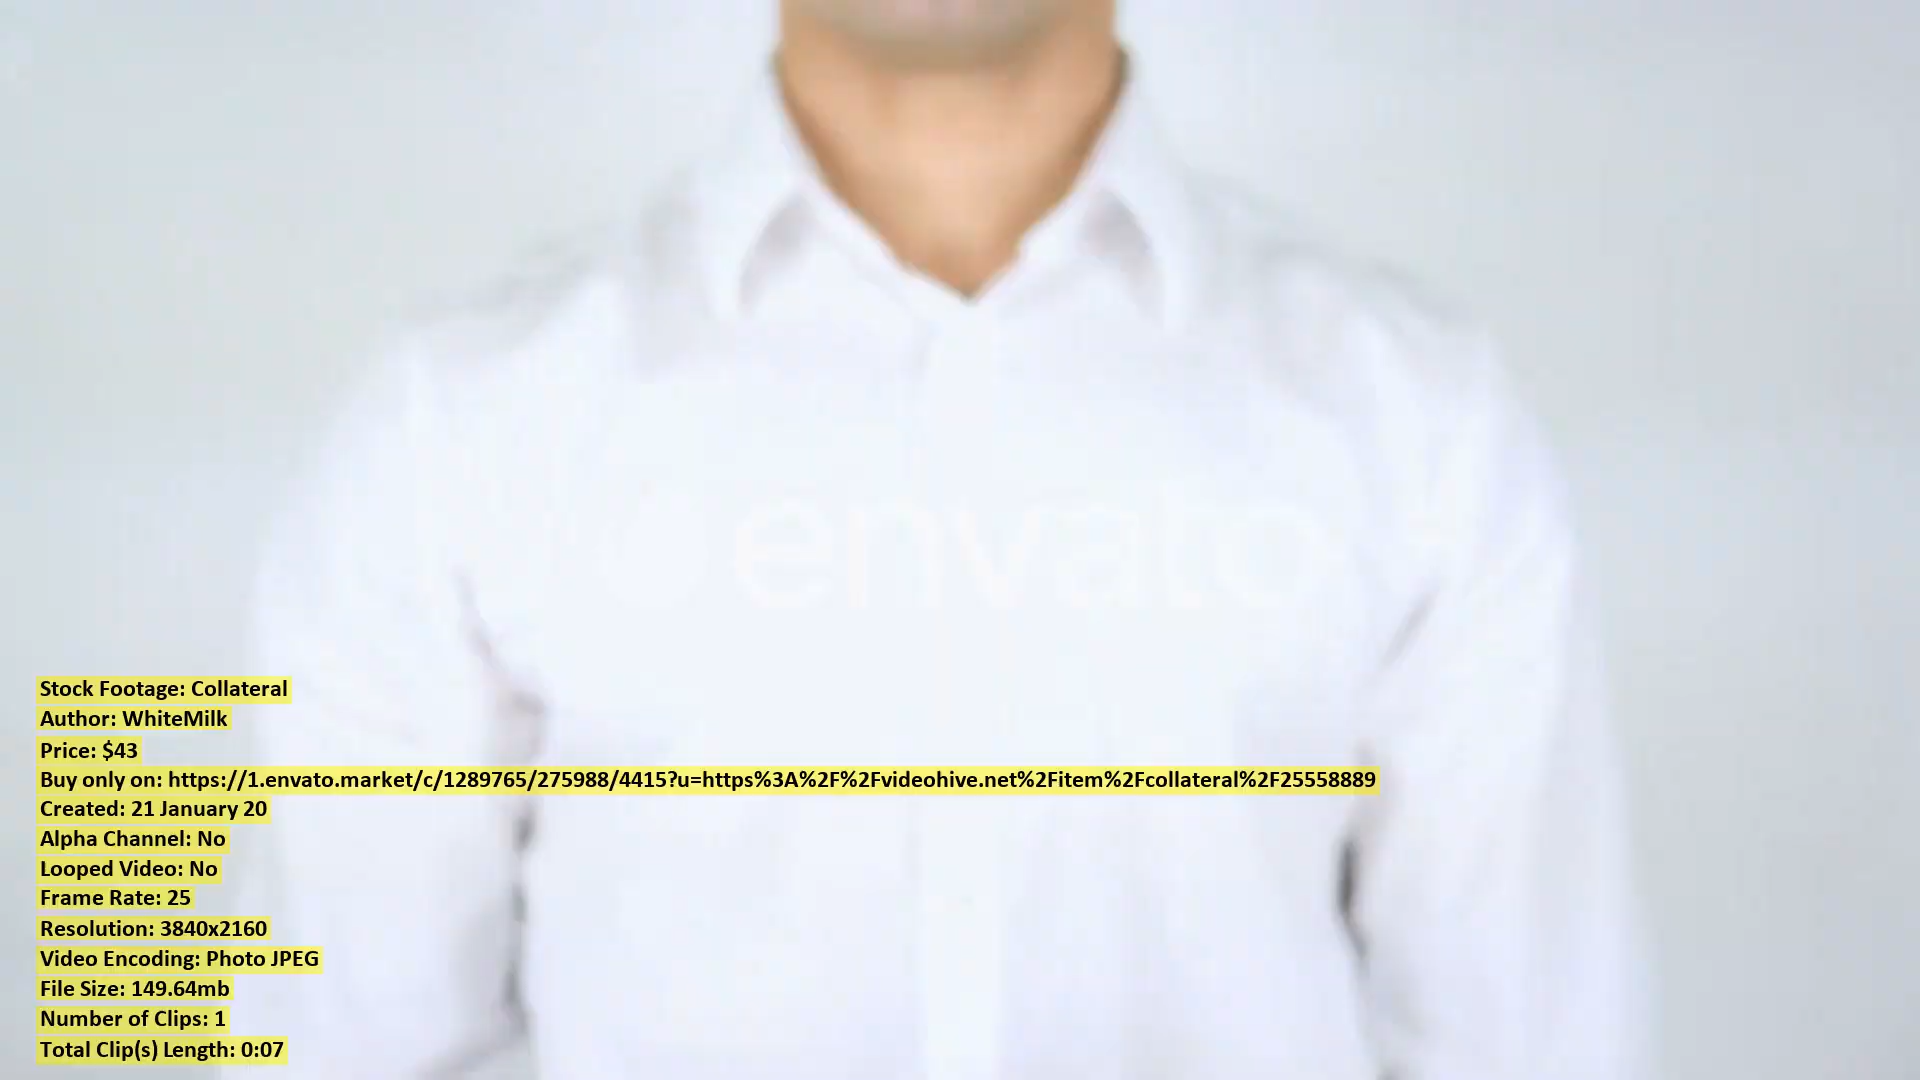 envato
Stock Footage: Collateral
Author: WhiteMilk
Price: $43
Buy only on: https://1.envato.market/c/1289765/275988/4415?u=https%3A%2F%2Fvideohive.net%2Fitem%2Fcollateral%2F25558889
Created: 21 January 20
Alpha Channel: No
Looped Video: No
Frame Rate: 25
Resolution: 3840x2160
Video Encoding: Photo JPEG
File Size: 149.64mb
Number of Clips: 1
Total Clip(s) Length: 0:07